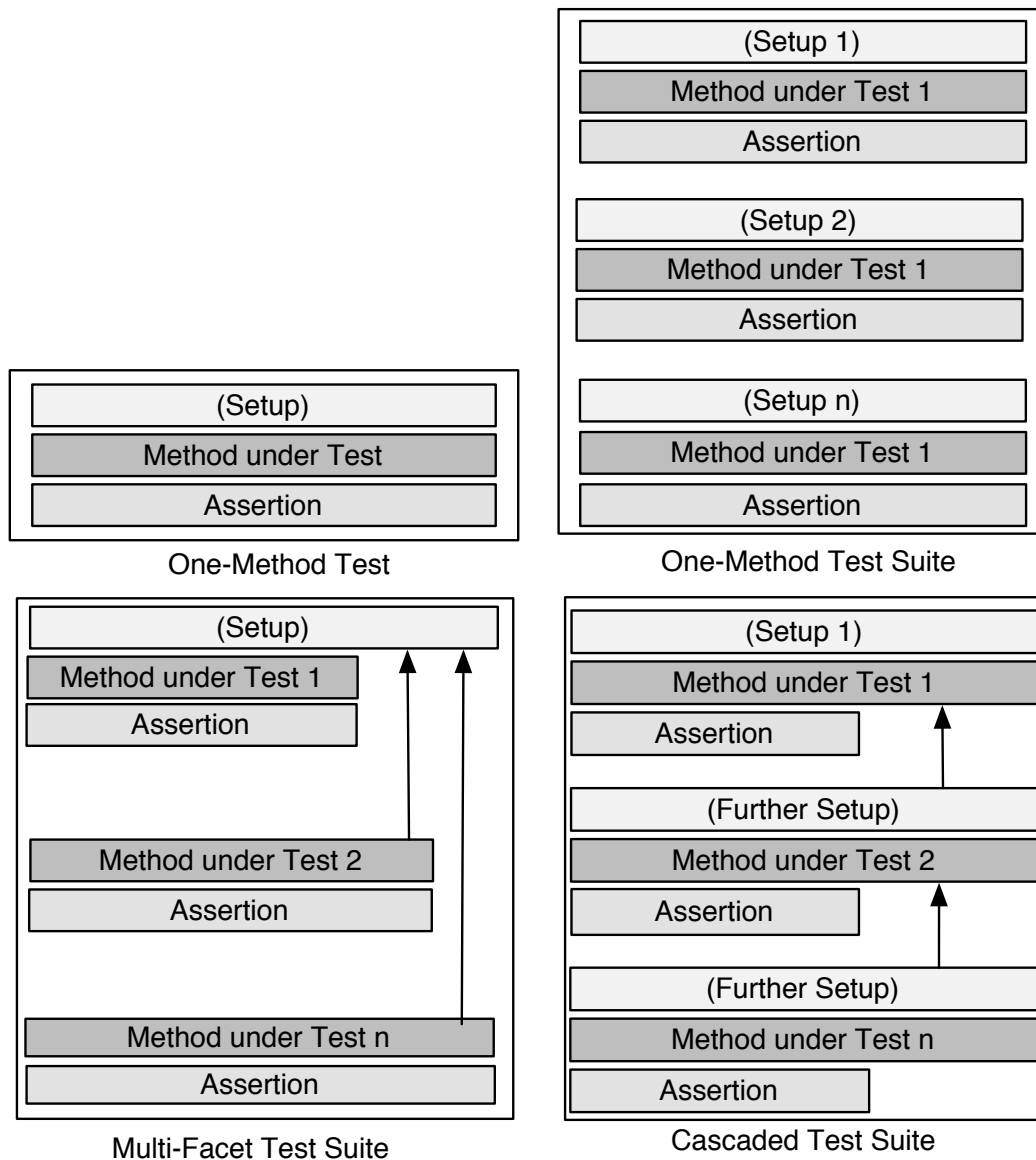 (Setup)
Method under Test
Assertion
One-Method Test
(Setup 1)
Method under Test 1
Assertion
(Setup 2)
Method under Test 1
Assertion
(Setup n)
Method under Test 1
Assertion
One-Method Test Suite
(Setup)
Method under Test 1
Assertion
Method under Test 2
Assertion
Method under Test n
Assertion
Multi-Facet Test Suite
(Setup 1)
Method under Test 1
Assertion
(Further Setup)
Method under Test 2
Assertion
(Further Setup)
Method under Test n
Assertion
Cascaded Test Suite